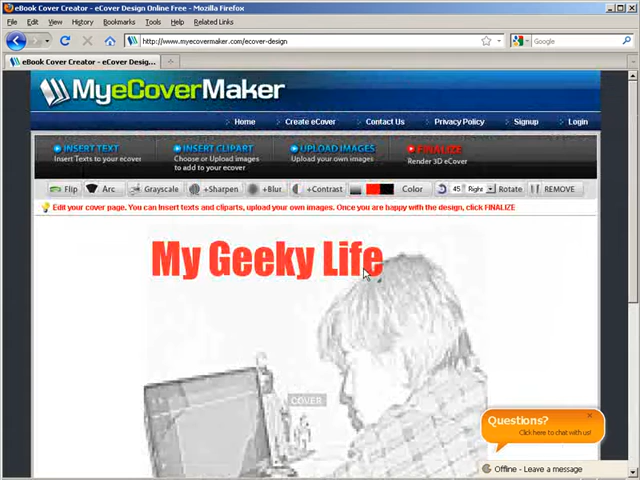 eBook Cover Creator - eCover Design Online Free - Mozilla Firefox
File Edit View History Bookmarks Tools Help Related Links
http://www.myecovermaker.com/ecover-design
Google
eBook Cover Creator - eCover Desig...
MyeCoverMaker
Home Create eCover Contact Us Privacy Policy Signup Login
INSERT TEXT
Insert Texts to your ecover
INSERT CLIPART
Choose or Upload images
to add to your ecover
UPLOAD IMAGES
Upload your own images
FINALIZE
Render 3D eCover
Flip Arc Grayscale +Sharpen +Blur +Contrast Color 45 Right Rotate REMOVE
Edit your cover page. You can Insert texts and cliparts, upload your own images. Once you are happy with the design, click FINALIZE
My Geeky Life
COVER
Questions?
Click here to chat with us!
Offline - Leave a message